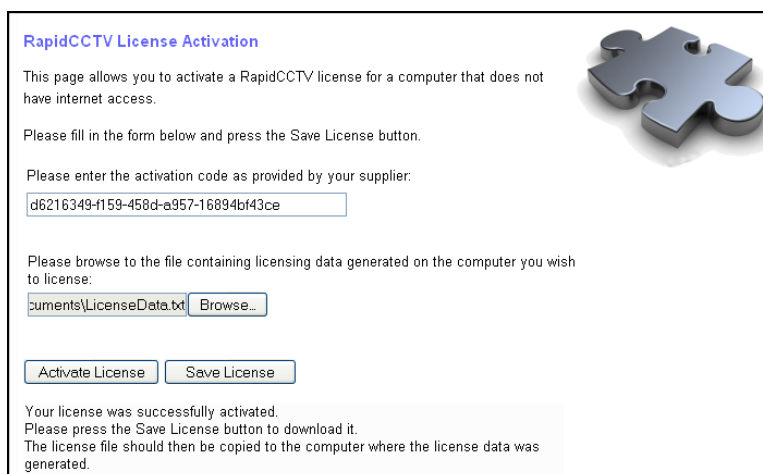 RapidCCTV License Activation
This page allows you to activate a RapidCCTV license for a computer that does not
have internet access.
Please fill in the form below and press the Save License button.
Please enter the activation code as provided by your supplier:
d6216349-f159-458d-a957-16894bf43ce
Please browse to the file containing licensing data generated on the computer you wish
to license:
cuments\LicenseData.txt Browse...
Activate License Save License
Your license was successfully activated.
Please press the Save License button to download it.
The license file should then be copied to the computer where the license data was
generated.